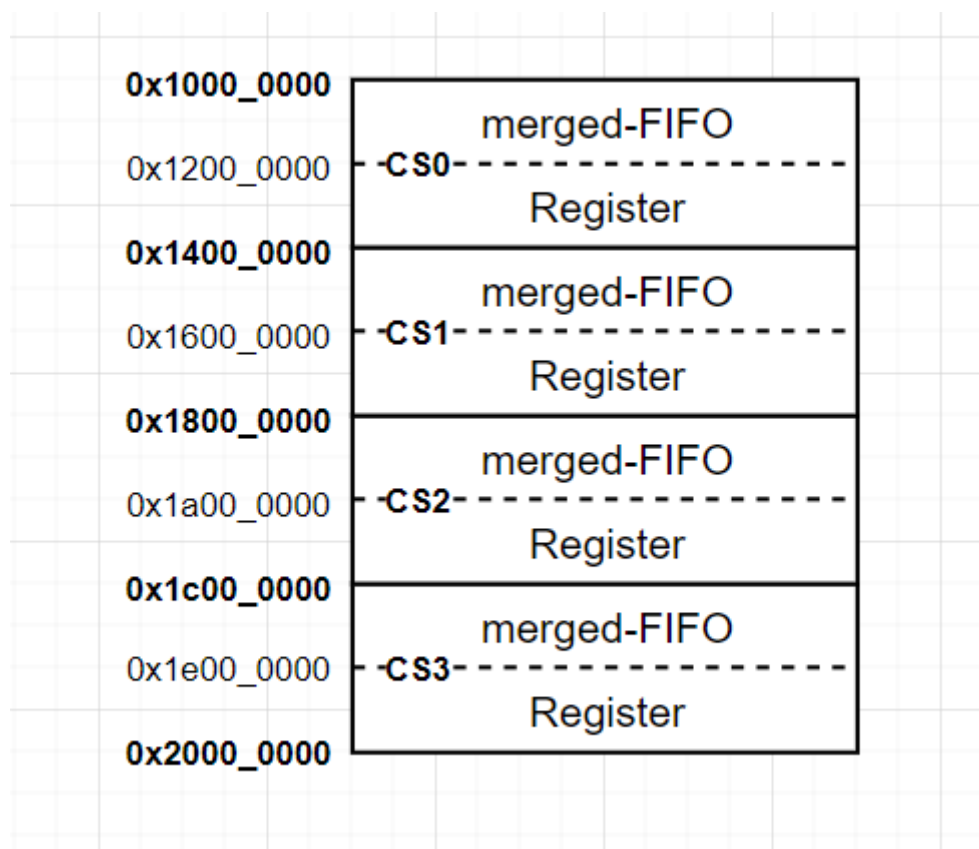 0x1000_0000
merged-FIFO
0x1200_0000 CS0
Register
0x1400_0000
merged-FIFO
0x1600_0000 CS1
Register
0x1800_0000
merged-FIFO
0x1a00_0000 CS2
Register
0x1c00_0000
merged-FIFO
0x1e00_0000 CS3
Register
0x2000_0000